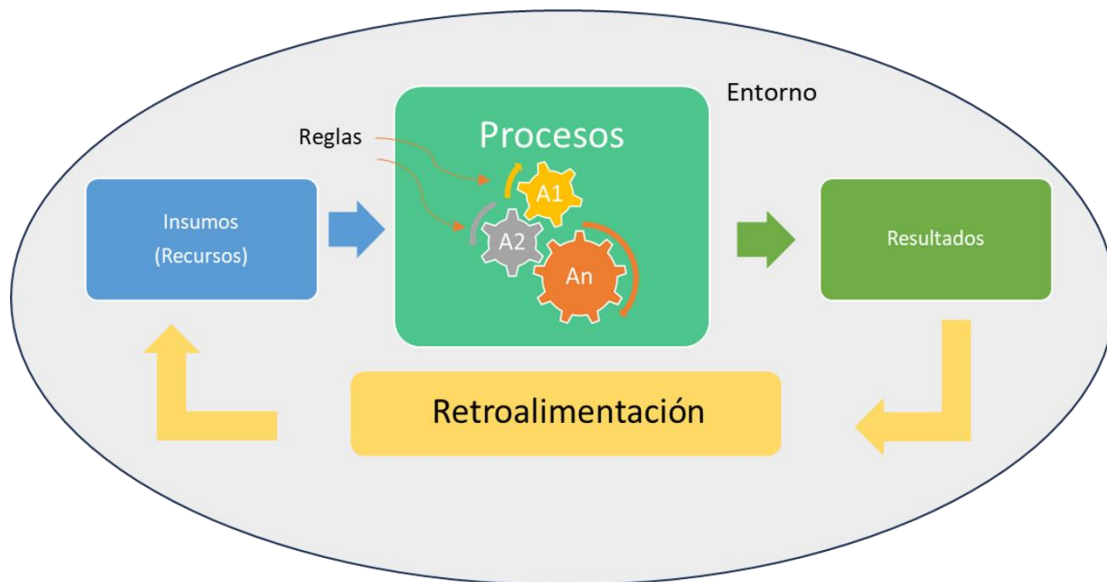 Entorno
Procesos
Reglas
A1
Insumos
(Recursos)
A2
Resultados
An
Retroalimentación